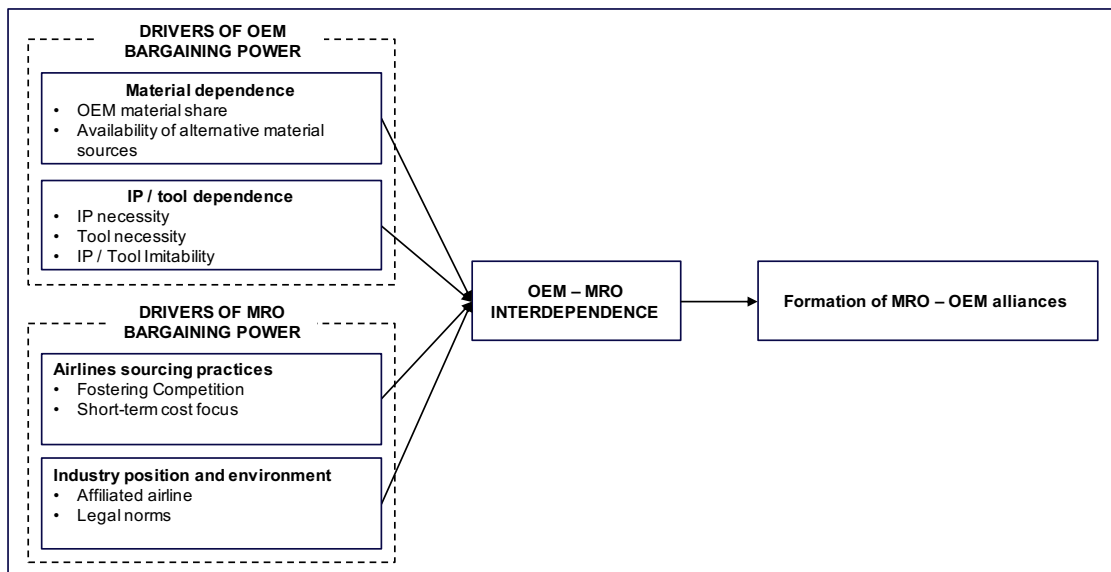 DRIVERS OF OEM
BARGAINING POWER
Material dependence
• OEM material share
• Availability of alternative material
sources
IP / tool dependence
• IP necessity
• Tool necessity
• IP / Tool Imitability
DRIVERS OF MRO
BARGAINING POWER
Airlines sourcing practices
• Fostering Competition
• Short-term cost focus
Industry position and environment
• Affiliated airline
• Legal norms
OEM – MRO
INTERDEPENDENCE
Formation of MRO – OEM alliances